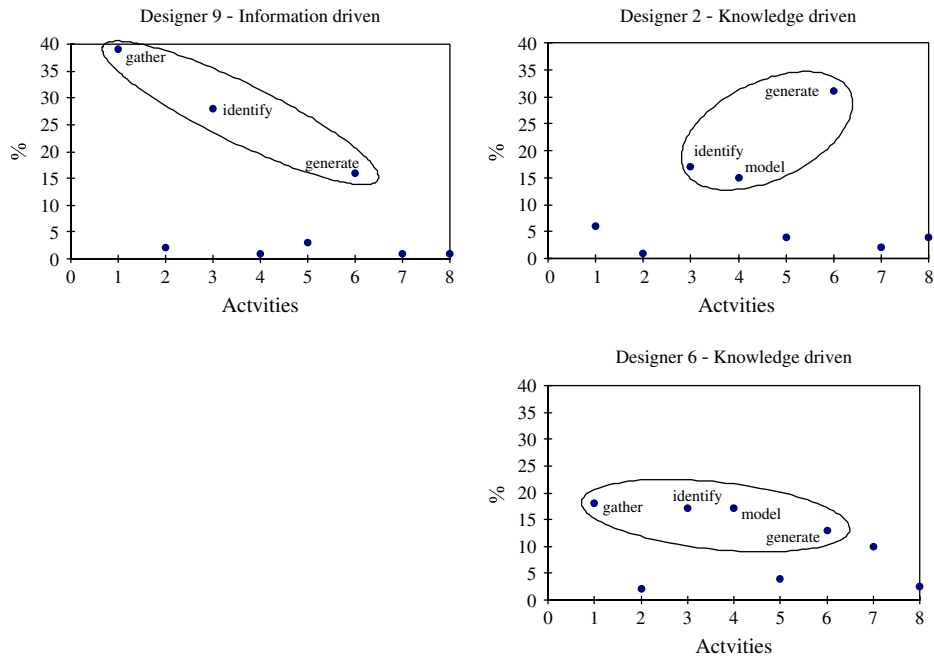 Designer 9 - Information driven
40
35
30
25
20
15
10
5
0
%
gather
identify
generate
0 1 2 3 4 5 6 7 8
Actvities
Designer 2 - Knowledge driven
40
35
30
25
20
15
10
5
0
%
generate
identify
model
0 1 2 3 4 5 6 7 8
Actvities
Designer 6 - Knowledge driven
40
35
30
25
20
15
10
5
0
%
gather
identify
model
generate
0 1 2 3 4 5 6 7 8
Actvities